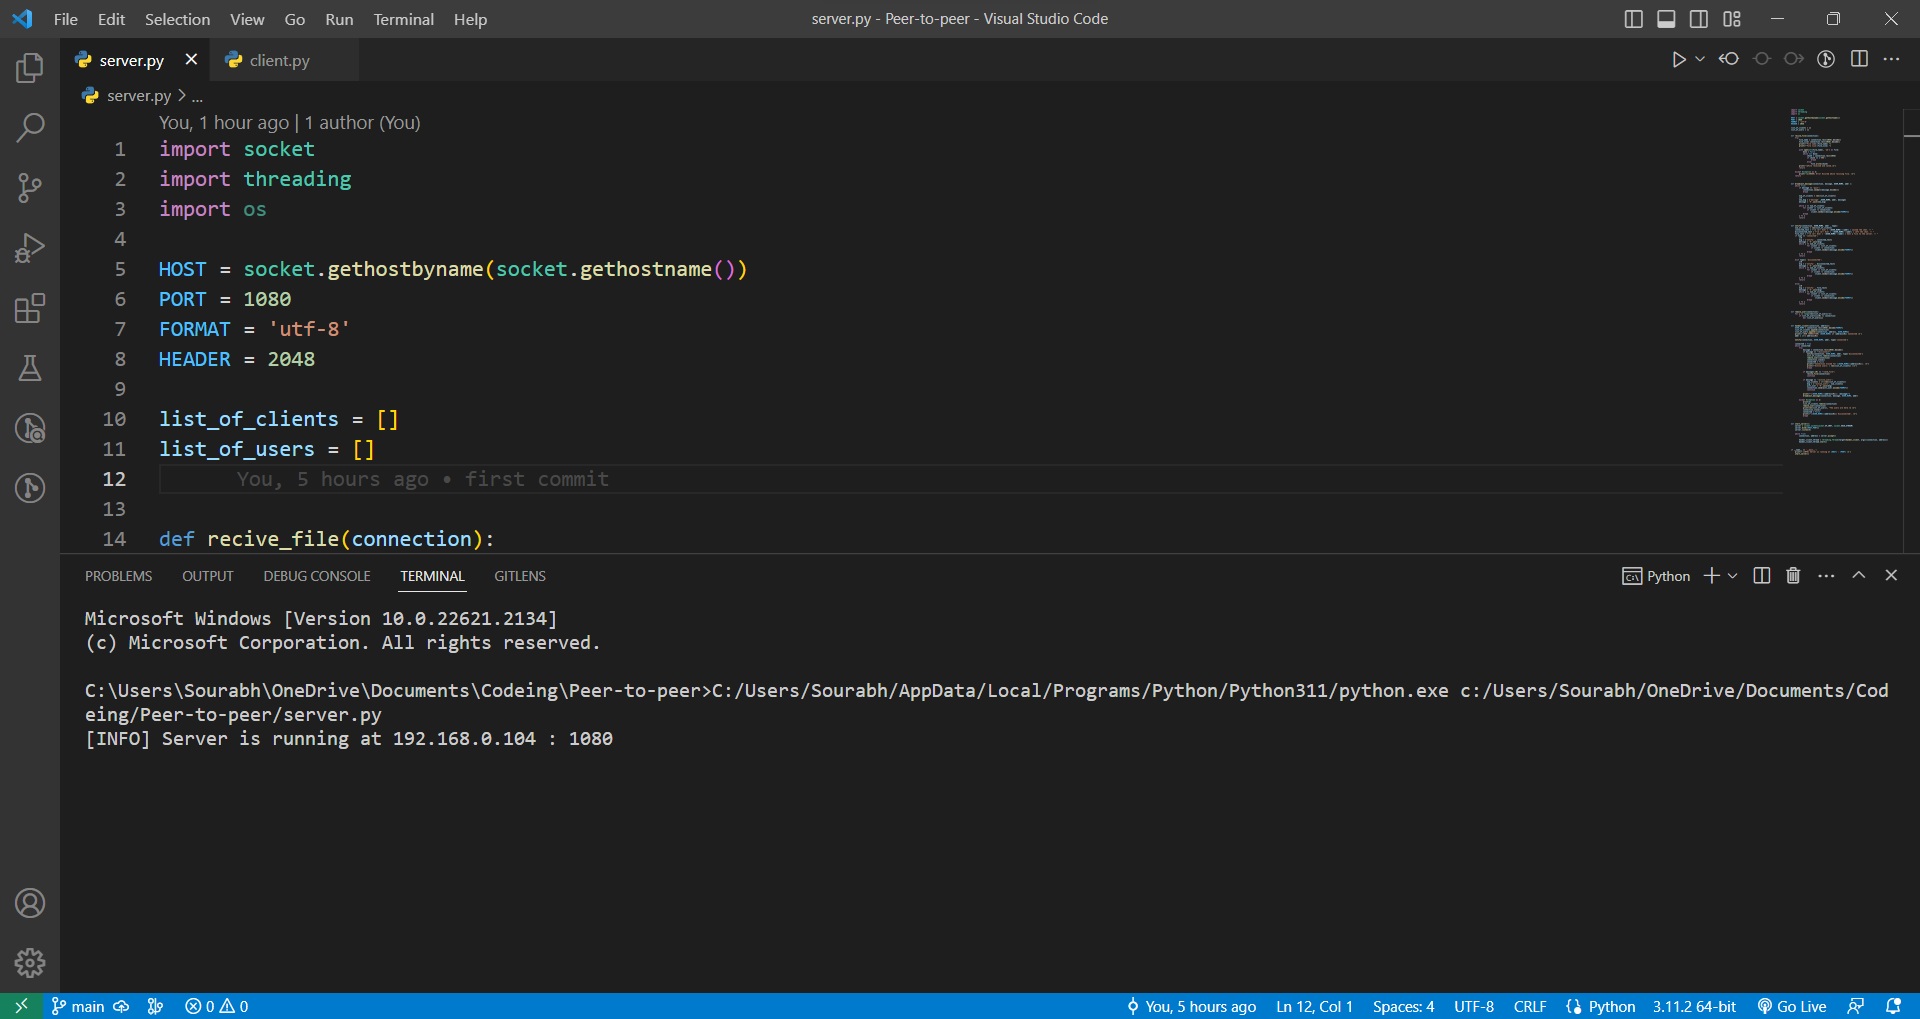 File Edit Selection View Go Run Terminal Help server.py - Peer-to-peer - Visual Studio Code
server.py client.py
server.py > ...
You, 1 hour ago | 1 author (You)
1 import socket
2 import threading
3 import os
4
5 HOST = socket.gethostbyname(socket.gethostname())
6 PORT = 1080
7 FORMAT = 'utf-8'
8 HEADER = 2048
9
10 list_of_clients = []
11 list_of_users = []
12 You, 5 hours ago • first commit
13
14 def recive_file(connection):
PROBLEMS OUTPUT DEBUG CONSOLE TERMINAL GITLENS Python
Microsoft Windows [Version 10.0.22621.2134]
(c) Microsoft Corporation. All rights reserved.
C:\Users\Sourabh\OneDrive\Documents\Codeing\Peer-to-peer>C:/Users/Sourabh/AppData/Local/Programs/Python/Python311/python.exe c:/Users/Sourabh/OneDrive/Documents/Cod
eing/Peer-to-peer/server.py
[INFO] Server is running at 192.168.0.104 : 1080
main 0 0 You, 5 hours ago Ln 12, Col 1 Spaces: 4 UTF-8 CRLF Python 3.11.2 64-bit Go Live